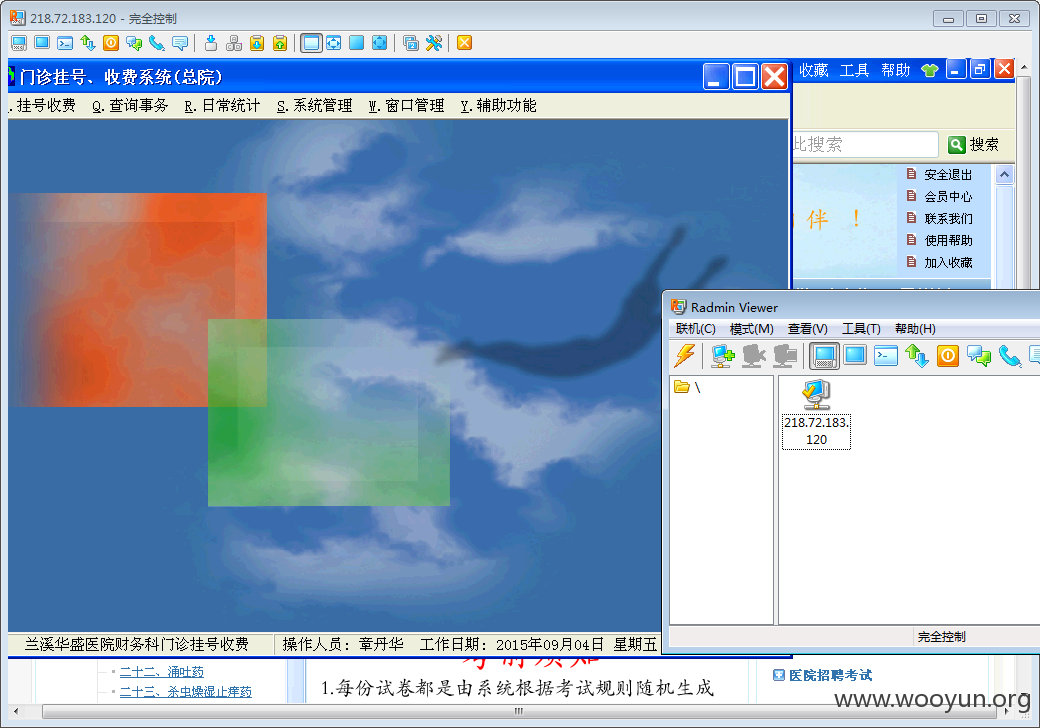 218.72.183.120 - 完全控制
门诊挂号、收费系统(总院)
收藏 工具 帮助
.挂号收费 Q.查询事务 R.日常统计 S.系统管理 W.窗口管理 Y.辅助功能
比搜索 搜索
安全退出
会员中心
伴 !
联系我们
使用帮助
加入收藏
Radmin Viewer
联机(C) 模式(M) 查看(V) 工具(T) 帮助(H)
\
218.72.183.
120
完全控制
兰溪华盛医院财务科门诊挂号收费 操作人员: 章丹华 工作日期: 2015年09月04日 星期五
二十二、涌吐药
二十三、杀虫燥湿止痒药
1.每份试卷都是由系统根据考试规则随机生成
医院招聘考试
www.wooyun.org